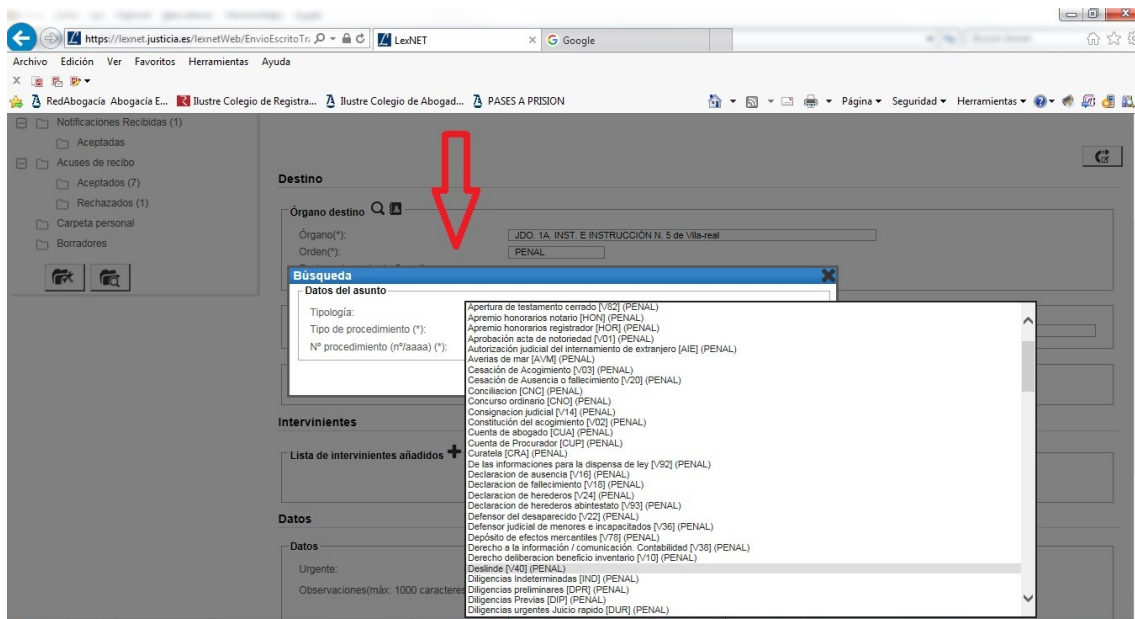 https://lexnet.justicia.es/lexnetWeb/EnvioEscritoTr
LexNET
Google
Archivo Edición Ver Favoritos Herramientas Ayuda
RedAbogacía Abogacía E... Ilustre Colegio de Registra... Ilustre Colegio de Abogad... PASES A PRISION Página Seguridad Herramientas
Notificaciones Recibidas (1)
Aceptadas
Acuses de recibo
Aceptados (7)
Rechazados (1)
Carpeta personal
Borradores
Destino
Órgano destino
Órgano(*): JDO. 1A. INST. E INSTRUCCIÓN N. 5 de Vila-real
Orden(*): PENAL
Búsqueda
Datos del asunto
Tipología:
Tipo de procedimiento (*):
Nº procedimiento (nº/aaaa) (*):
Apertura de testamento cerrado [V82] (PENAL)
Apremio honorarios notario [HON] (PENAL)
Apremio honorarios registrador [HOR] (PENAL)
Aprobación acta de notoriedad [V01] (PENAL)
Autorización judicial del internamiento de extranjero [AIE] (PENAL)
Averias de mar [AVM] (PENAL)
Cesación de Acogimiento [V03] (PENAL)
Cesación de Ausencia o fallecimiento [V20] (PENAL)
Conciliacion [CNC] (PENAL)
Concurso ordinario [CNO] (PENAL)
Consignacion judicial [V14] (PENAL)
Constitución del acogimiento [V02] (PENAL)
Cuenta de abogado [CUA] (PENAL)
Cuenta de Procurador [CUP] (PENAL)
Curatela [CRA] (PENAL)
De las informaciones para la dispensa de ley [V92] (PENAL)
Declaracion de ausencia [V16] (PENAL)
Declaracion de fallecimiento [V18] (PENAL)
Declaracion de herederos [V24] (PENAL)
Declaracion de herederos abintestato [V93] (PENAL)
Defensor del desaparecido [V22] (PENAL)
Defensor judicial de menores e incapacitados [V36] (PENAL)
Depósito de efectos mercantiles [V78] (PENAL)
Derecho a la información / comunicación. Contabilidad [V38] (PENAL)
Derecho deliberacion beneficio inventario [V10] (PENAL)
Deslinde [V40] (PENAL)
Diligencias Indeterminadas [IND] (PENAL)
Diligencias preliminares [DPR] (PENAL)
Diligencias Previas [DIP] (PENAL)
Diligencias urgentes Juicio rapido [DUR] (PENAL)
Intervinientes
Lista de intervinientes añadidos
Datos
Datos
Urgente:
Observaciones(máx: 1000 caracteres